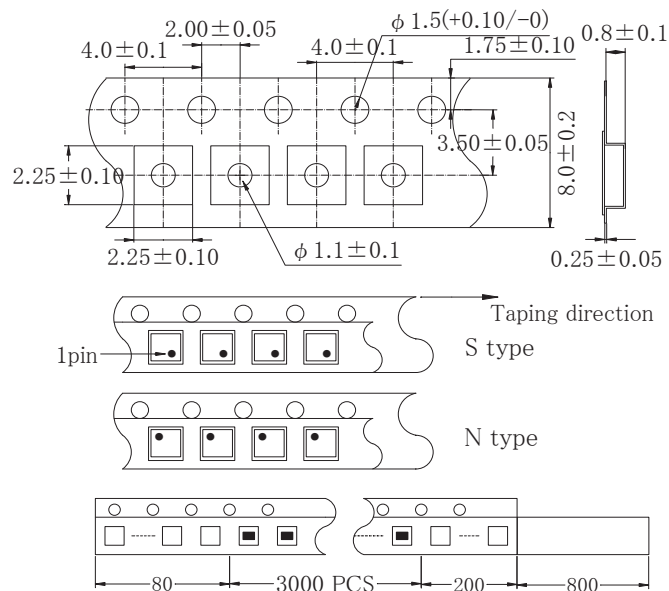 φ 1.5(+0.10/-0)
2.00±0.05
4.0±0.1
4.0±0.1
1.75±0.10
0.8±0.1
3.50±0.05
8.0±0.2
2.25±0.10
2.25±0.10
φ 1.1±0.1
0.25±0.05
Taping direction
1pin
S type
N type
80
3000 PCS
200
800